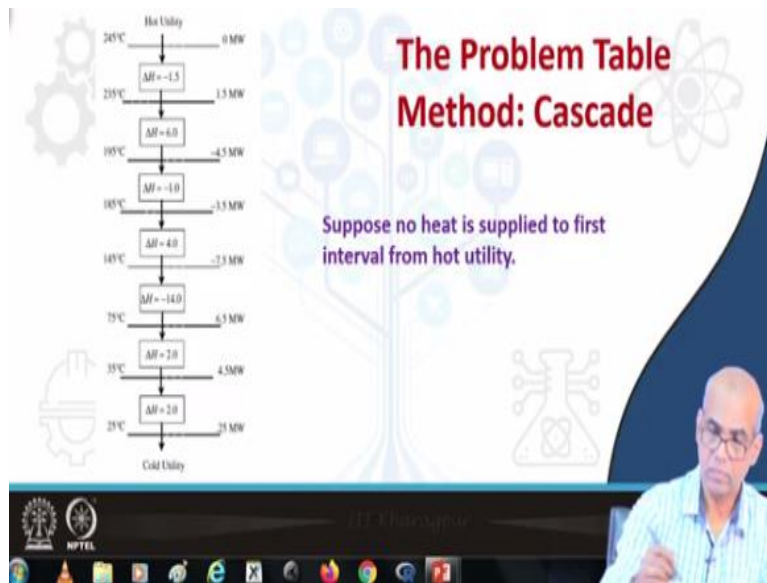 The Problem Table
Method: Cascade
Suppose no heat is supplied to first
interval from hot utility.
Hot Utility
245°C 0 MW
ΔH = -1.5
235°C 1.5 MW
ΔH = 6.0
195°C -4.5 MW
ΔH = -1.0
185°C -3.5 MW
ΔH = 4.0
145°C -7.5 MW
ΔH = -14.0
75°C 6.5 MW
ΔH = 2.0
35°C 4.5MW
ΔH = 2.0
25°C 25 MW
Cold Utility
IIT Kharagpur
NPTEL